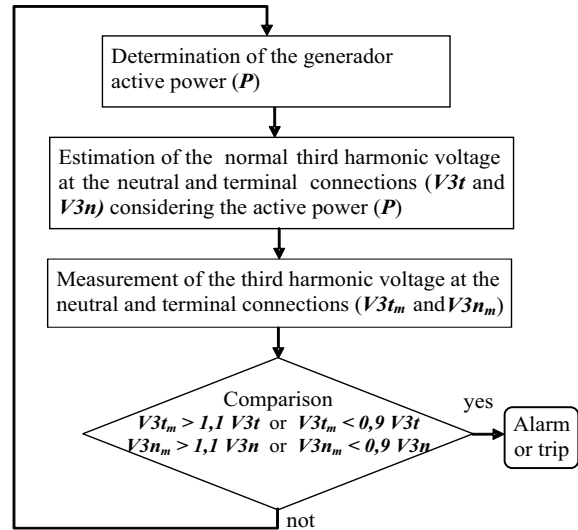 Determination of the generador
active power (P)
Estimation of the normal third harmonic voltage
at the neutral and terminal connections (V3t and
V3n) considering the active power (P)
Measurement of the third harmonic voltage at the
neutral and terminal connections (V3tₘ and V3nₘ)
Comparison
V3tₘ > 1,1 V3t or V3tₘ < 0,9 V3t
V3nₘ > 1,1 V3n or V3nₘ < 0,9 V3n
yes
Alarm
or trip
not